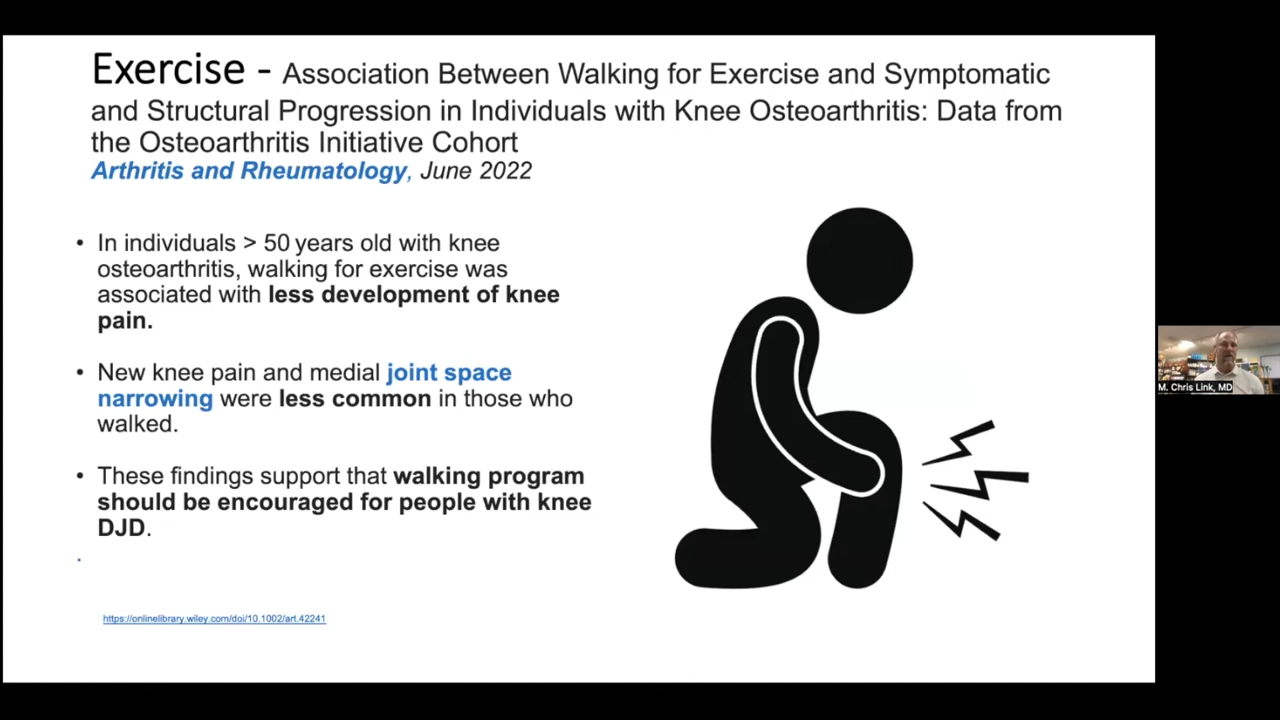 Exercise - Association Between Walking for Exercise and Symptomatic
and Structural Progression in Individuals with Knee Osteoarthritis: Data from
the Osteoarthritis Initiative Cohort
Arthritis and Rheumatology, June 2022
• In individuals > 50 years old with knee
osteoarthritis, walking for exercise was
associated with less development of knee
pain.
• New knee pain and medial joint space
narrowing were less common in those who
walked.
• These findings support that walking program
should be encouraged for people with knee
DJD.
https://onlinelibrary.wiley.com/doi/10.1002/art.42241
M. Chris Link, MD